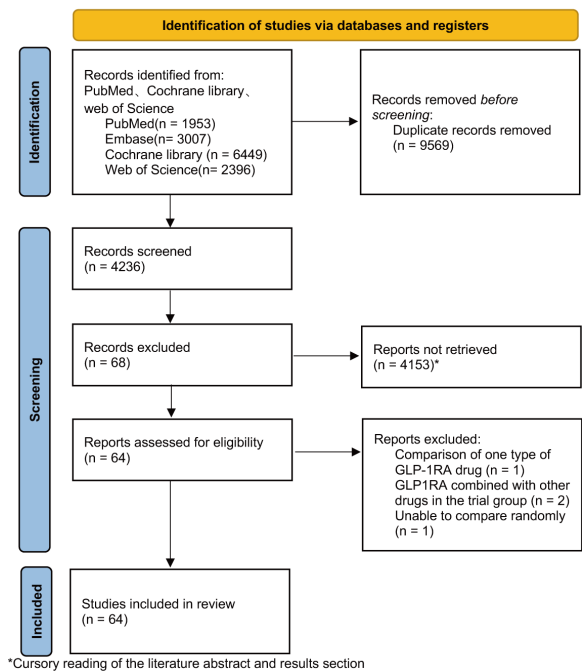 Identification of studies via databases and registers
Identification
Records identified from:
PubMed、Cochrane library、
web of Science
PubMed(n = 1953)
Embase(n= 3007)
Cochrane library (n = 6449)
Web of Science(n= 2396)
Records removed before
screening:
Duplicate records removed
(n = 9569)
Screening
Records screened
(n = 4236)
Records excluded
(n = 68)
Reports not retrieved
(n = 4153)*
Reports assessed for eligibility
(n = 64)
Reports excluded:
Comparison of one type of
GLP-1RA drug (n = 1)
GLP1RA combined with other
drugs in the trial group (n = 2)
Unable to compare randomly
(n = 1)
Included
Studies included in review
(n = 64)
*Cursory reading of the literature abstract and results section